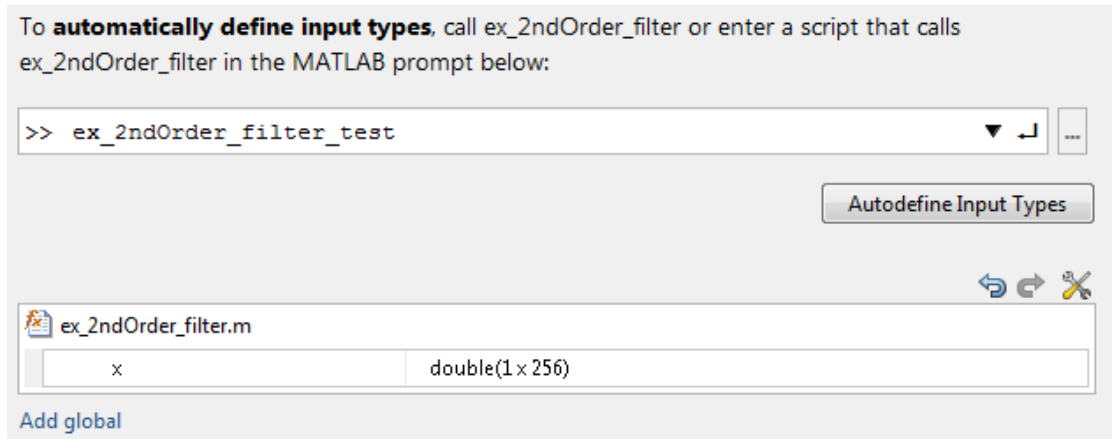 To automatically define input types, call ex_2ndOrder_filter or enter a script that calls
ex_2ndOrder_filter in the MATLAB prompt below:
>> ex_2ndOrder_filter_test
...
Autodefine Input Types
ex_2ndOrder_filter.m
x double(1 x 256)
Add global